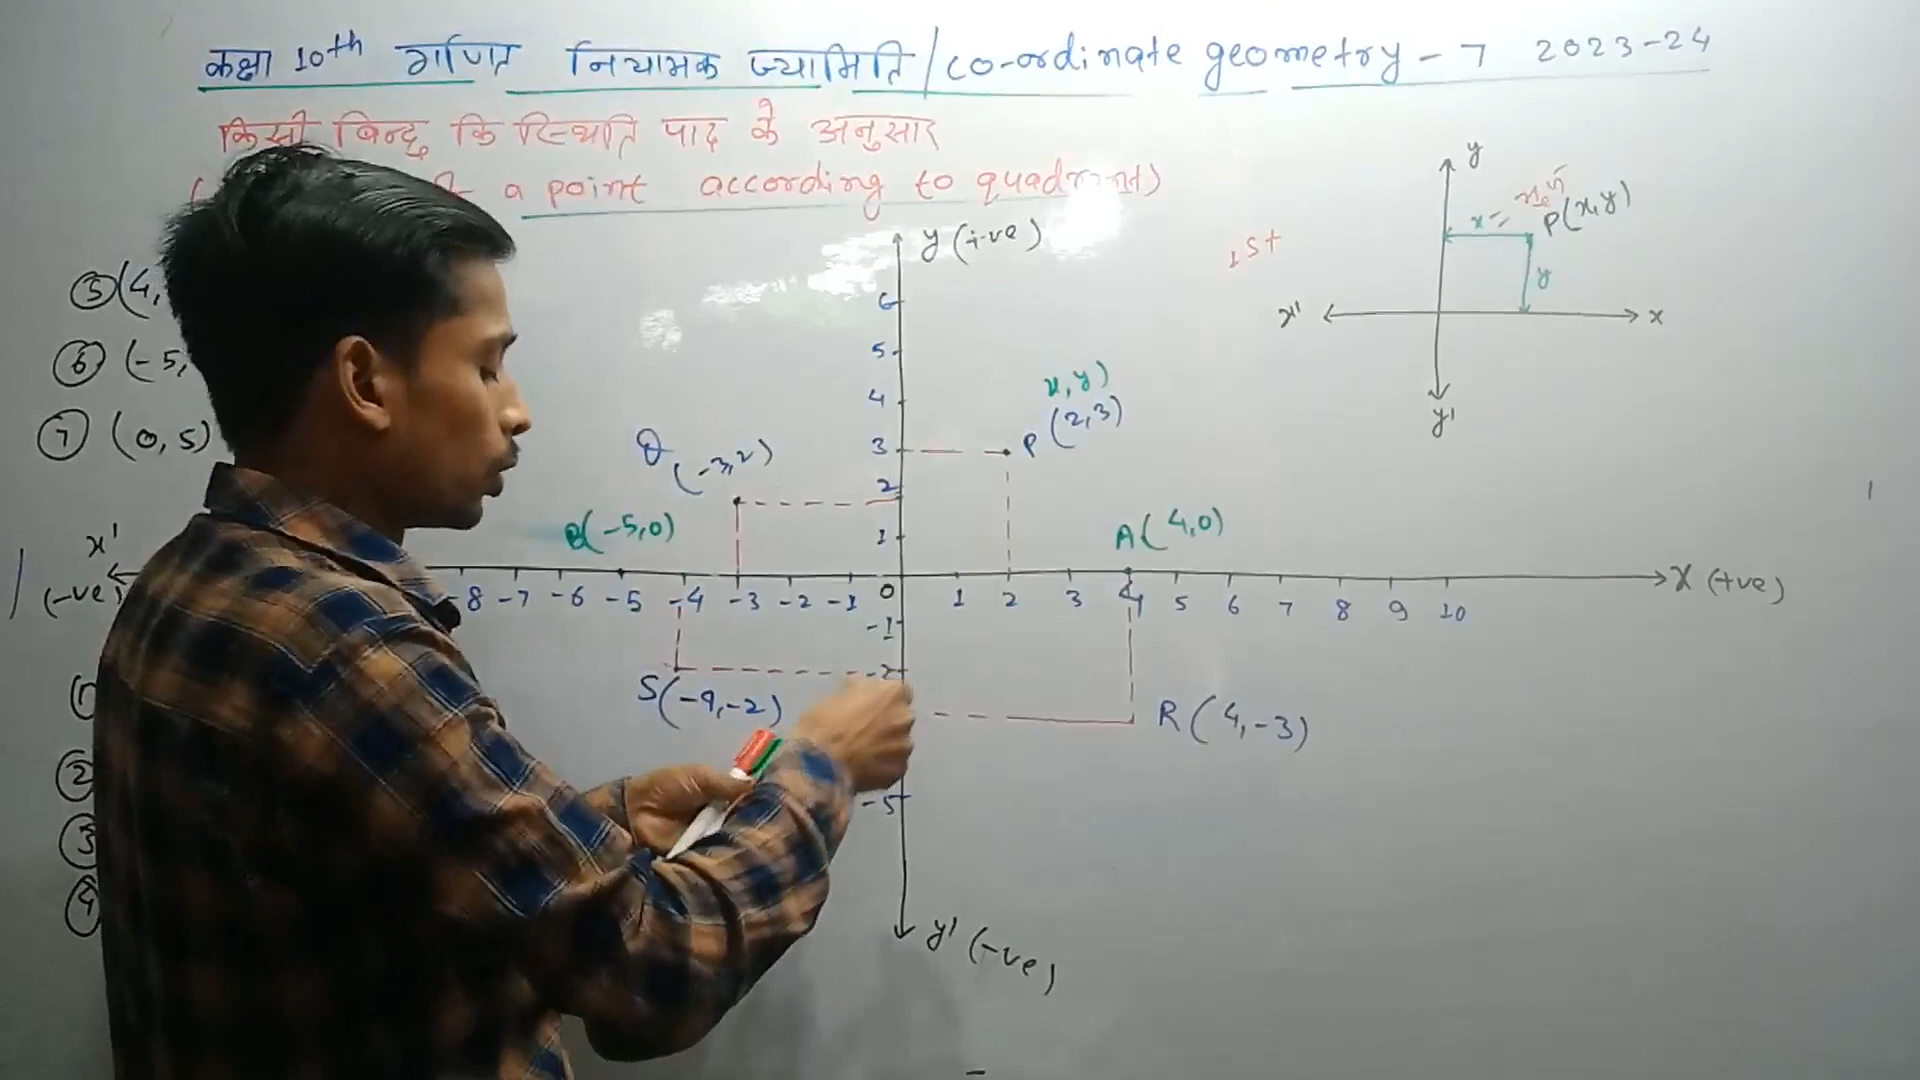 कक्षा 10th गणित नियामक ज्यामिति / co-ordinate geometry - 7 2023-24
किसी बिन्दु कि स्थिति पाद के अनुसार
a point according to quadrant)
y
P(x,y)
x =
y
x'
x
y'
1st
y (+ve)
⑤ (4,
⑥ (-5,
⑦ (0,5)
6
5
4
3
2
1
x, y)
P (2,3)
Q (-3,2)
B(-5,0)
A(4,0)
x'
(-ve)
X (+ve)
-8 -7 -6 -5 -4 -3 -2 -1 0 1 2 3 4 5 6 7 8 9 10
-1
-2
-5
S(-4,-2)
R(4,-3)
②
③
④
y' (-ve)